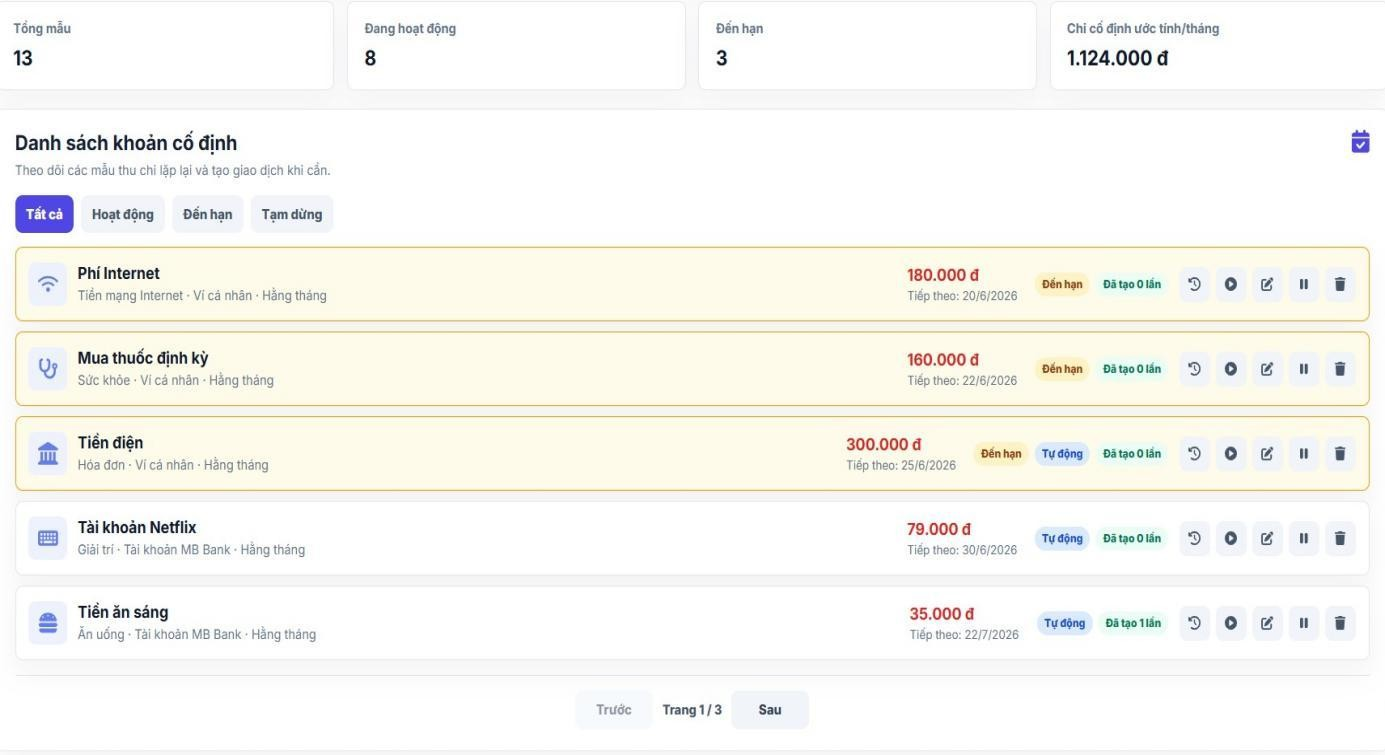 Tổng mẫu
13
Đang hoạt động
8
Đến hạn
3
Chi cố định ước tính/tháng
1.124.000 đ
Danh sách khoản cố định
Theo dõi các mẫu thu chi lặp lại và tạo giao dịch khi cần.
Tất cả
Hoạt động
Đến hạn
Tạm dừng
Phí Internet
Tiền mạng Internet · Ví cá nhân · Hằng tháng
180.000 đ
Tiếp theo: 20/6/2026
Đến hạn
Đã tạo 0 lần
Mua thuốc định kỳ
Sức khỏe · Ví cá nhân · Hằng tháng
160.000 đ
Tiếp theo: 22/6/2026
Đến hạn
Đã tạo 0 lần
Tiền điện
Hóa đơn · Ví cá nhân · Hằng tháng
300.000 đ
Tiếp theo: 25/6/2026
Đến hạn
Tự động
Đã tạo 0 lần
Tài khoản Netflix
Giải trí · Tài khoản MB Bank · Hằng tháng
79.000 đ
Tiếp theo: 30/6/2026
Tự động
Đã tạo 0 lần
Tiền ăn sáng
Ăn uống · Tài khoản MB Bank · Hằng tháng
35.000 đ
Tiếp theo: 22/7/2026
Tự động
Đã tạo 1 lần
Trước
Trang 1 / 3
Sau